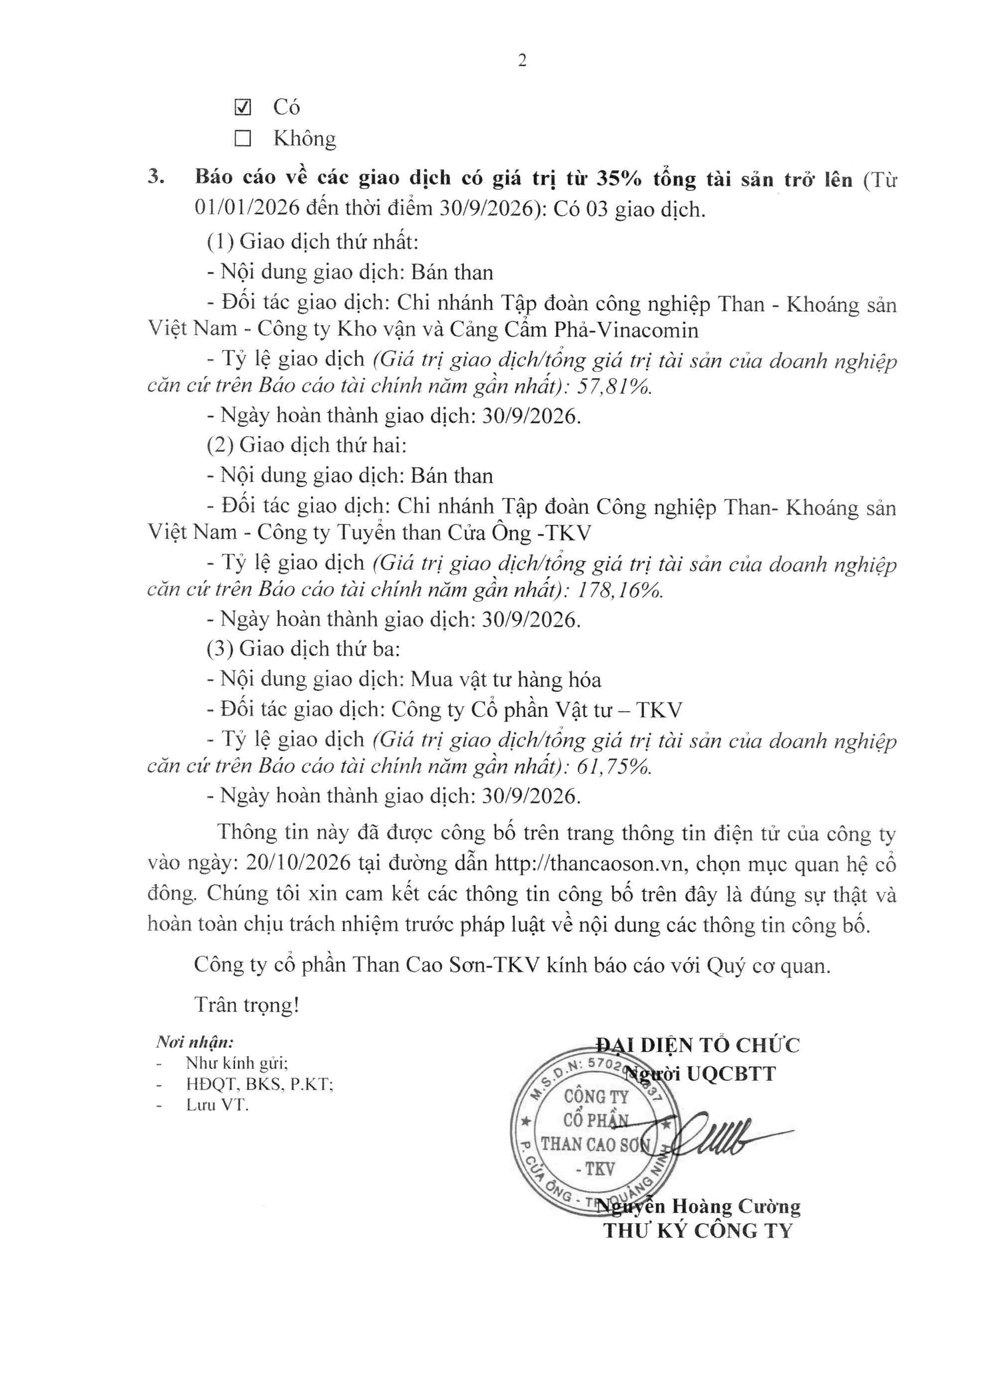 2
☑ Có
☐ Không
3. Báo cáo về các giao dịch có giá trị từ 35% tổng tài sản trở lên (Từ
01/01/2026 đến thời điểm 30/9/2026): Có 03 giao dịch.
(1) Giao dịch thứ nhất:
- Nội dung giao dịch: Bán than
- Đối tác giao dịch: Chi nhánh Tập đoàn công nghiệp Than - Khoáng sản
Việt Nam - Công ty Kho vận và Cảng Cẩm Phả-Vinacomin
- Tỷ lệ giao dịch (Giá trị giao dịch/tổng giá trị tài sản của doanh nghiệp
căn cứ trên Báo cáo tài chính năm gần nhất): 57,81%.
- Ngày hoàn thành giao dịch: 30/9/2026.
(2) Giao dịch thứ hai:
- Nội dung giao dịch: Bán than
- Đối tác giao dịch: Chi nhánh Tập đoàn Công nghiệp Than- Khoáng sản
Việt Nam - Công ty Tuyển than Cửa Ông -TKV
- Tỷ lệ giao dịch (Giá trị giao dịch/tổng giá trị tài sản của doanh nghiệp
căn cứ trên Báo cáo tài chính năm gần nhất): 178,16%.
- Ngày hoàn thành giao dịch: 30/9/2026.
(3) Giao dịch thứ ba:
- Nội dung giao dịch: Mua vật tư hàng hóa
- Đối tác giao dịch: Công ty Cổ phần Vật tư – TKV
- Tỷ lệ giao dịch (Giá trị giao dịch/tổng giá trị tài sản của doanh nghiệp
căn cứ trên Báo cáo tài chính năm gần nhất): 61,75%.
- Ngày hoàn thành giao dịch: 30/9/2026.
Thông tin này đã được công bố trên trang thông tin điện tử của công ty
vào ngày: 20/10/2026 tại đường dẫn http://thancaoson.vn, chọn mục quan hệ cổ
đông. Chúng tôi xin cam kết các thông tin công bố trên đây là đúng sự thật và
hoàn toàn chịu trách nhiệm trước pháp luật về nội dung các thông tin công bố.
Công ty cổ phần Than Cao Sơn-TKV kính báo cáo với Quý cơ quan.
Trân trọng!
Nơi nhận:
- Như kính gửi;
- HĐQT, BKS, P.KT;
- Lưu VT.
ĐẠI DIỆN TỔ CHỨC
Người UQCBTT
M.S.D.N:
CÔNG TY
CỔ PHẦN
THAN CAO SƠN
- TKV
P. CỬA ÔNG - QUẢNG NINH
Nguyễn Hoàng Cường
THƯ KÝ CÔNG TY